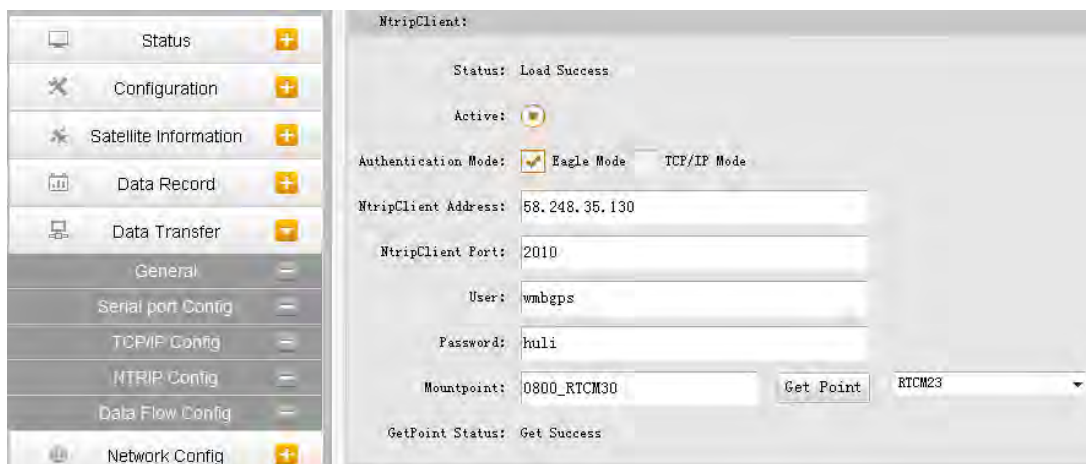 Status
Configuration
Satellite Information
Data Record
Data Transfer
General
Serial port Config
TCP/IP Config
NTRIP Config
Data Flow Config
Network Config
NtripClient:
Status: Load Success
Active:
Authentication Mode: Eagle Mode TCP/IP Mode
NtripClient Address: 58.248.35.130
NtripClient Port: 2010
User: wmbgps
Password: huli
Mountpoint: 0800_RTCM30 Get Point RTCM23
GetPoint Status: Get Success